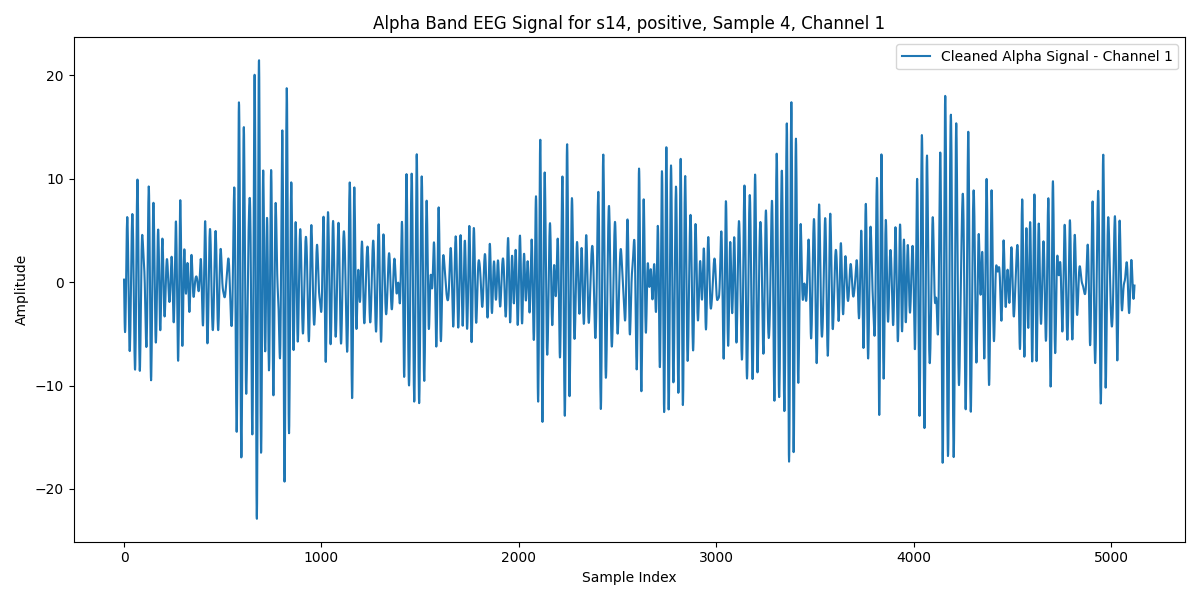 Alpha Band EEG Signal for s14, positive, Sample 4, Channel 1
Cleaned Alpha Signal - Channel 1
Amplitude
20
10
0
−10
−20
0 1000 2000 3000 4000 5000
Sample Index